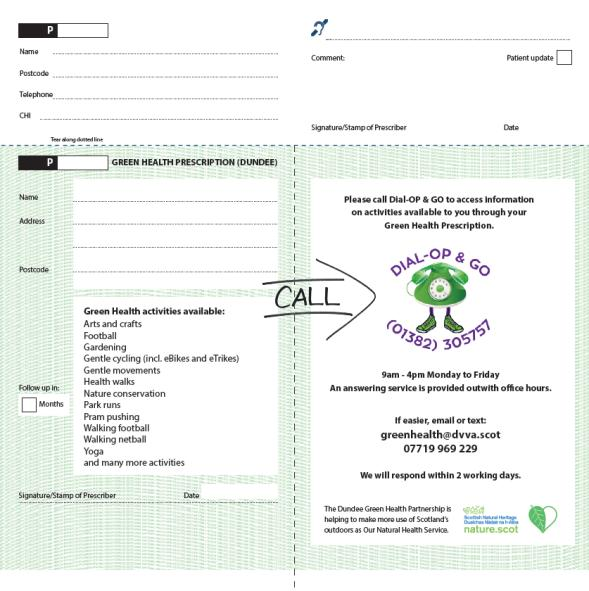 P
Name
Postcode
Telephone
CHI
Tear along dotted line
Comment:
Patient update
Signature/Stamp of Prescriber
Date
P
GREEN HEALTH PRESCRIPTION (DUNDEE)
Name
Address
Postcode
Green Health activities available:
Arts and crafts
Football
Gardening
Gentle cycling (incl. eBikes and eTrikes)
Gentle movements
Health walks
Nature conservation
Park runs
Pram pushing
Walking football
Walking netball
Yoga
and many more activities
Follow up in:
Months
Signature/Stamp of Prescriber
Date
CALL
Please call Dial-OP & GO to access information
on activities available to you through your
Green Health Prescription.
DIAL-OP & GO
(01382) 305757
9am - 4pm Monday to Friday
An answering service is provided outwith office hours.
If easier, email or text:
greenhealth@dvva.scot
07719 969 229
We will respond within 2 working days.
The Dundee Green Health Partnership is
helping to make more use of Scotland's
outdoors as Our Natural Health Service.
Scottish Natural Heritage
Dualchas Nàdair na h-Alba
nature.scot